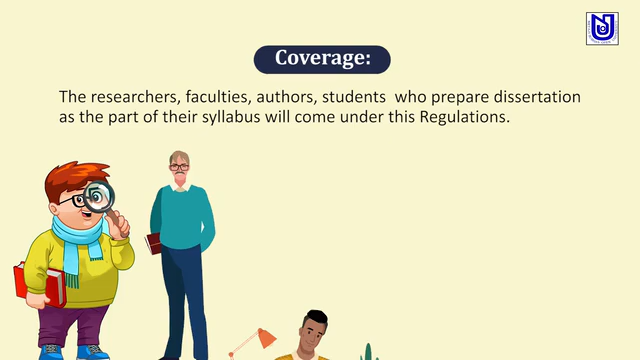 Coverage:
The researchers, faculties, authors, students who prepare dissertation
as the part of their syllabus will come under this Regulations.